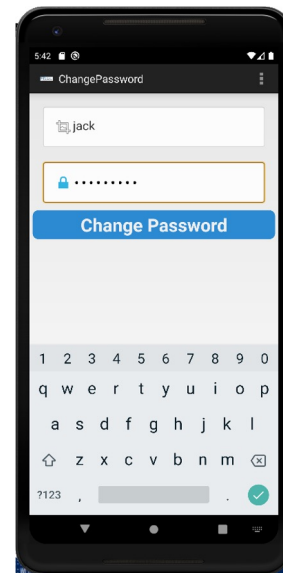 5:42
ChangePassword
jack
•••••••••
Change Password
1 2 3 4 5 6 7 8 9 0
q w e r t y u i o p
a s d f g h j k l
z x c v b n m
?123 , .